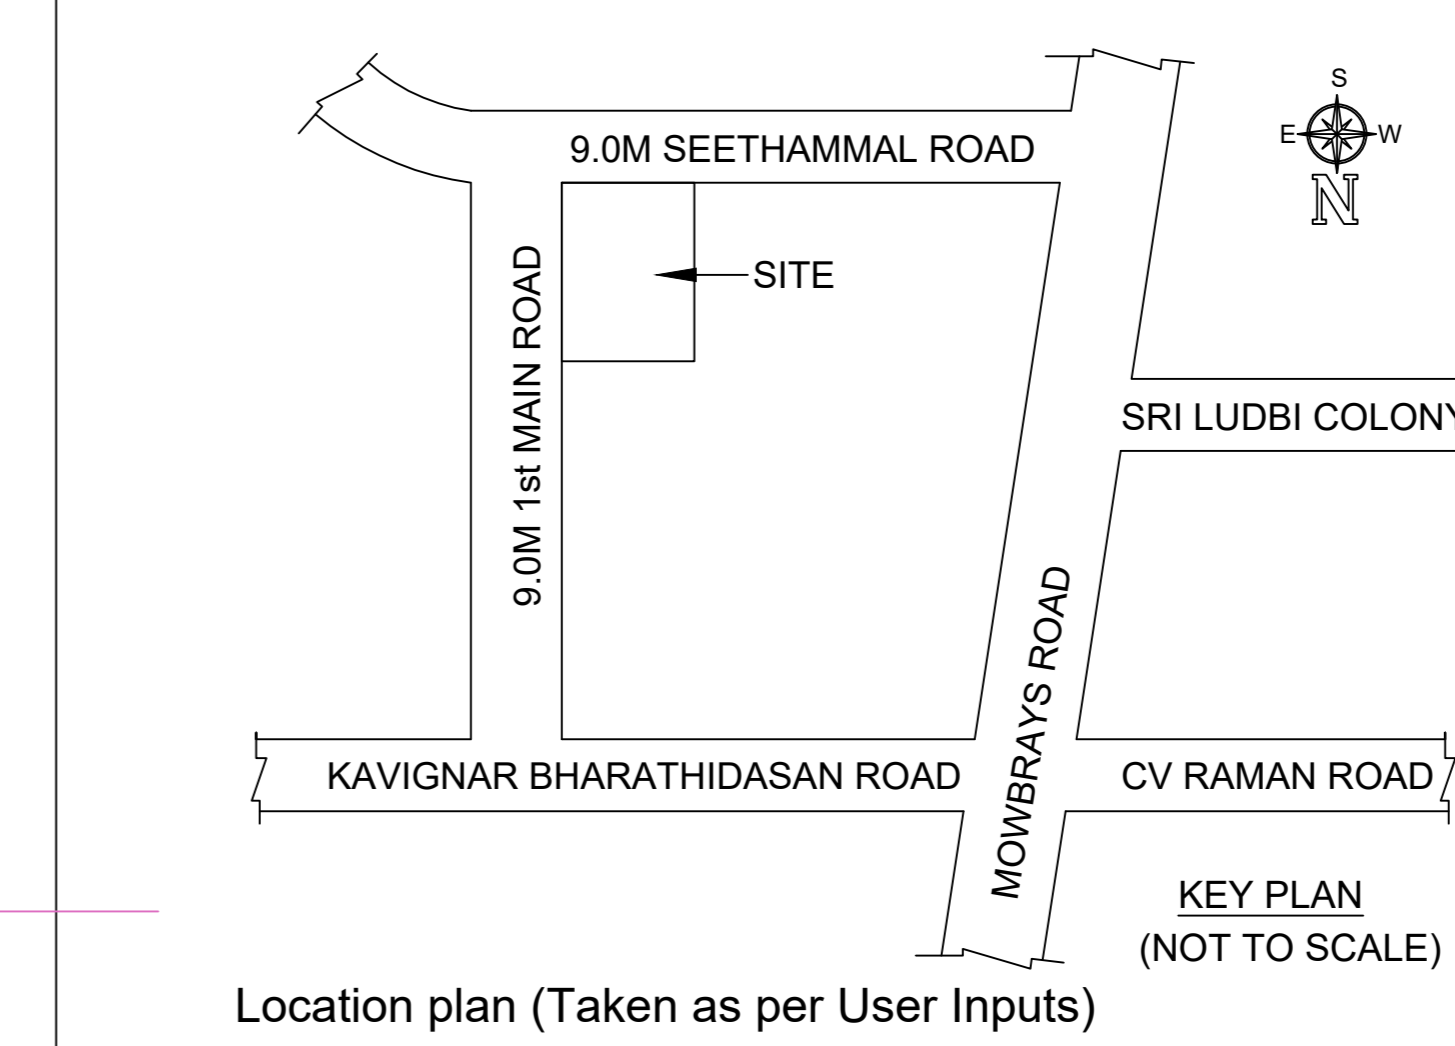 S
E
W
N
9.0M SEETHAMMAL ROAD
SITE
9.0M 1st MAIN ROAD
SRI LUDBI COLONY
MOWBRAYS ROAD
KAVIGNAR BHARATHIDASAN ROAD
CV RAMAN ROAD
KEY PLAN
(NOT TO SCALE)
Location plan (Taken as per User Inputs)